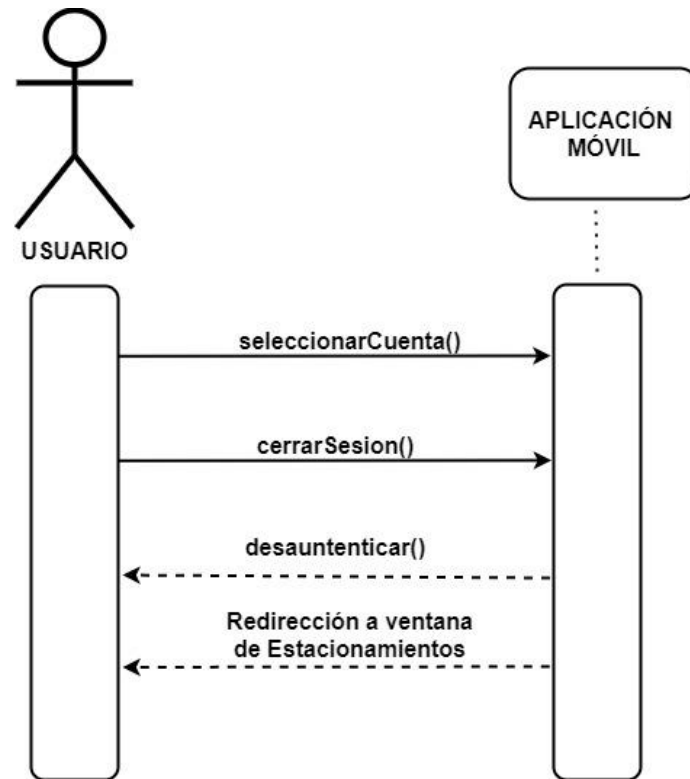 APLICACIÓN
MÓVIL
USUARIO
seleccionarCuenta()
cerrarSesion()
desauntenticar()
Redirección a ventana
de Estacionamientos